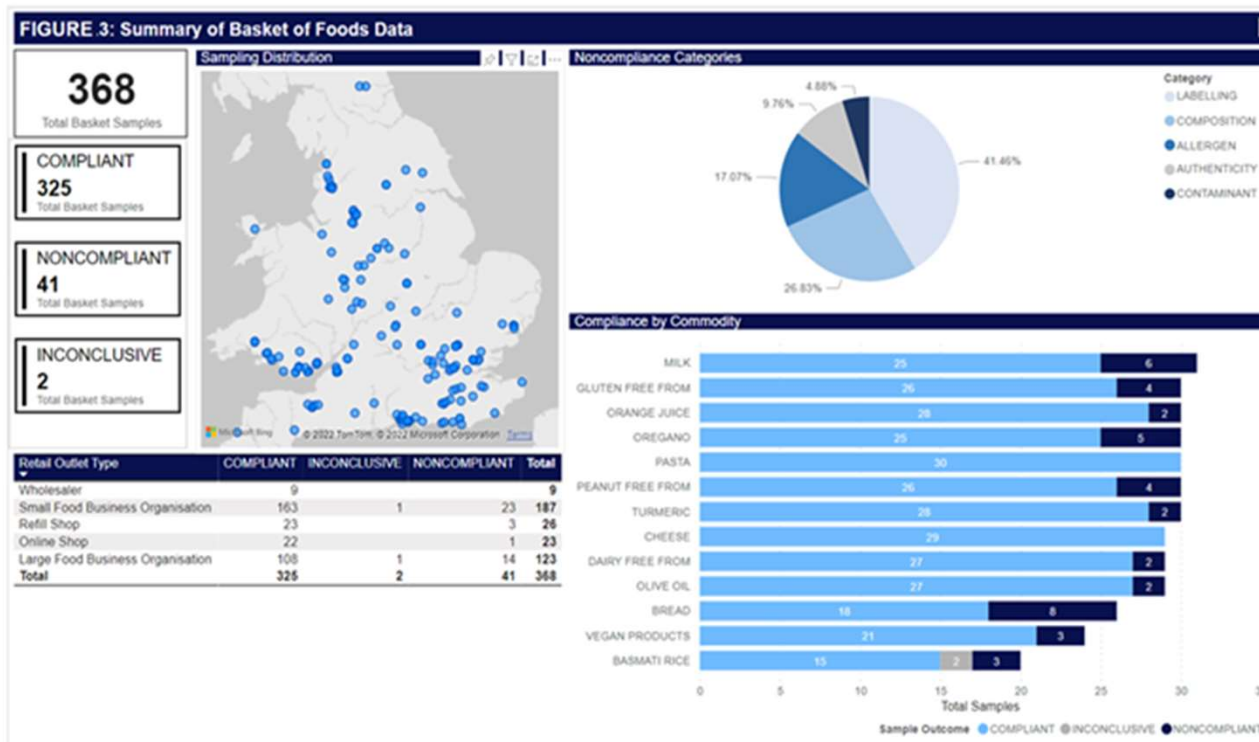 FIGURE.3: Summary of Basket of Foods Data
368
Total Basket Samples
COMPLIANT
325
Total Basket Samples
NONCOMPLIANT
41
Total Basket Samples
INCONCLUSIVE
2
Total Basket Samples
Sampling Distribution
© 2022 TomTom, © 2022 Microsoft Corporation Terms
Retail Outlet Type COMPLIANT INCONCLUSIVE NONCOMPLIANT Total
Wholesaler 9 9
Small Food Business Organisation 163 1 23 187
Refill Shop 23 3 26
Online Shop 22 1 23
Large Food Business Organisation 108 1 14 123
Total 325 2 41 368
Noncompliance Categories
4.88%
9.76%
17.07%
26.83%
41.46%
Category
LABELLING
COMPOSITION
ALLERGEN
AUTHENTICITY
CONTAMINANT
Compliance by Commodity
MILK 25 6
GLUTEN FREE FROM 26 4
ORANGE JUICE 28 2
OREGANO 25 5
PASTA 30
PEANUT FREE FROM 26 4
TURMERIC 28 2
CHEESE 29
DAIRY FREE FROM 27 2
OLIVE OIL 27 2
BREAD 18 8
VEGAN PRODUCTS 21 3
BASMATI RICE 15 2 3
0 5 10 15 20 25 30
Total Samples
Sample Outcome COMPLIANT INCONCLUSIVE NONCOMPLIANT